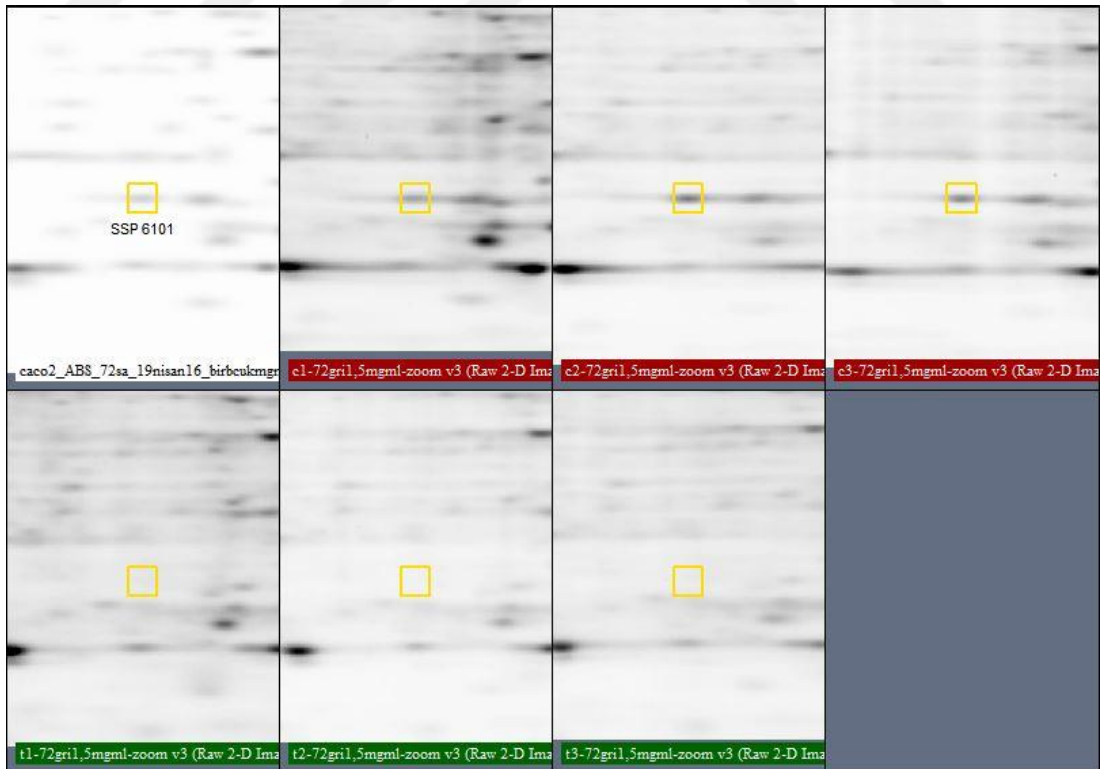 SSP 6101
caco2_ABS_72sa_19nisan16_birbcukmgr
c1-72gri1,5mgml-zoom v3 (Raw 2-D Ima
c2-72gri1,5mgml-zoom v3 (Raw 2-D Ima
c3-72gri1,5mgml-zoom v3 (Raw 2-D Ima
t1-72gri1,5mgml-zoom v3 (Raw 2-D Ima
t2-72gri1,5mgml-zoom v3 (Raw 2-D Ima
t3-72gri1,5mgml-zoom v3 (Raw 2-D Ima